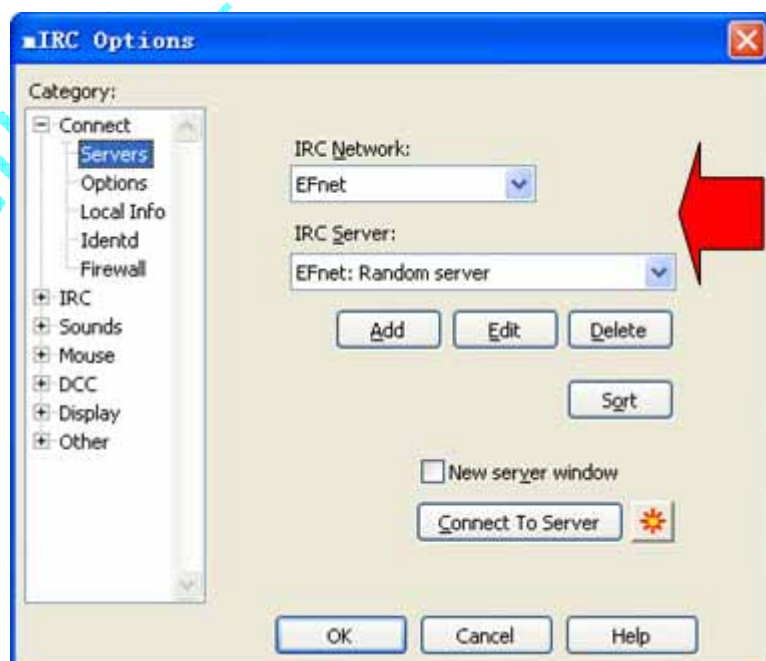 mIRC Options
Category:
Connect
Servers
Options
Local Info
Identd
Firewall
IRC
Sounds
Mouse
DCC
Display
Other
IRC Network:
EFnet
IRC Server:
EFnet: Random server
Add Edit Delete
Sort
New server window
Connect To Server
OK Cancel Help